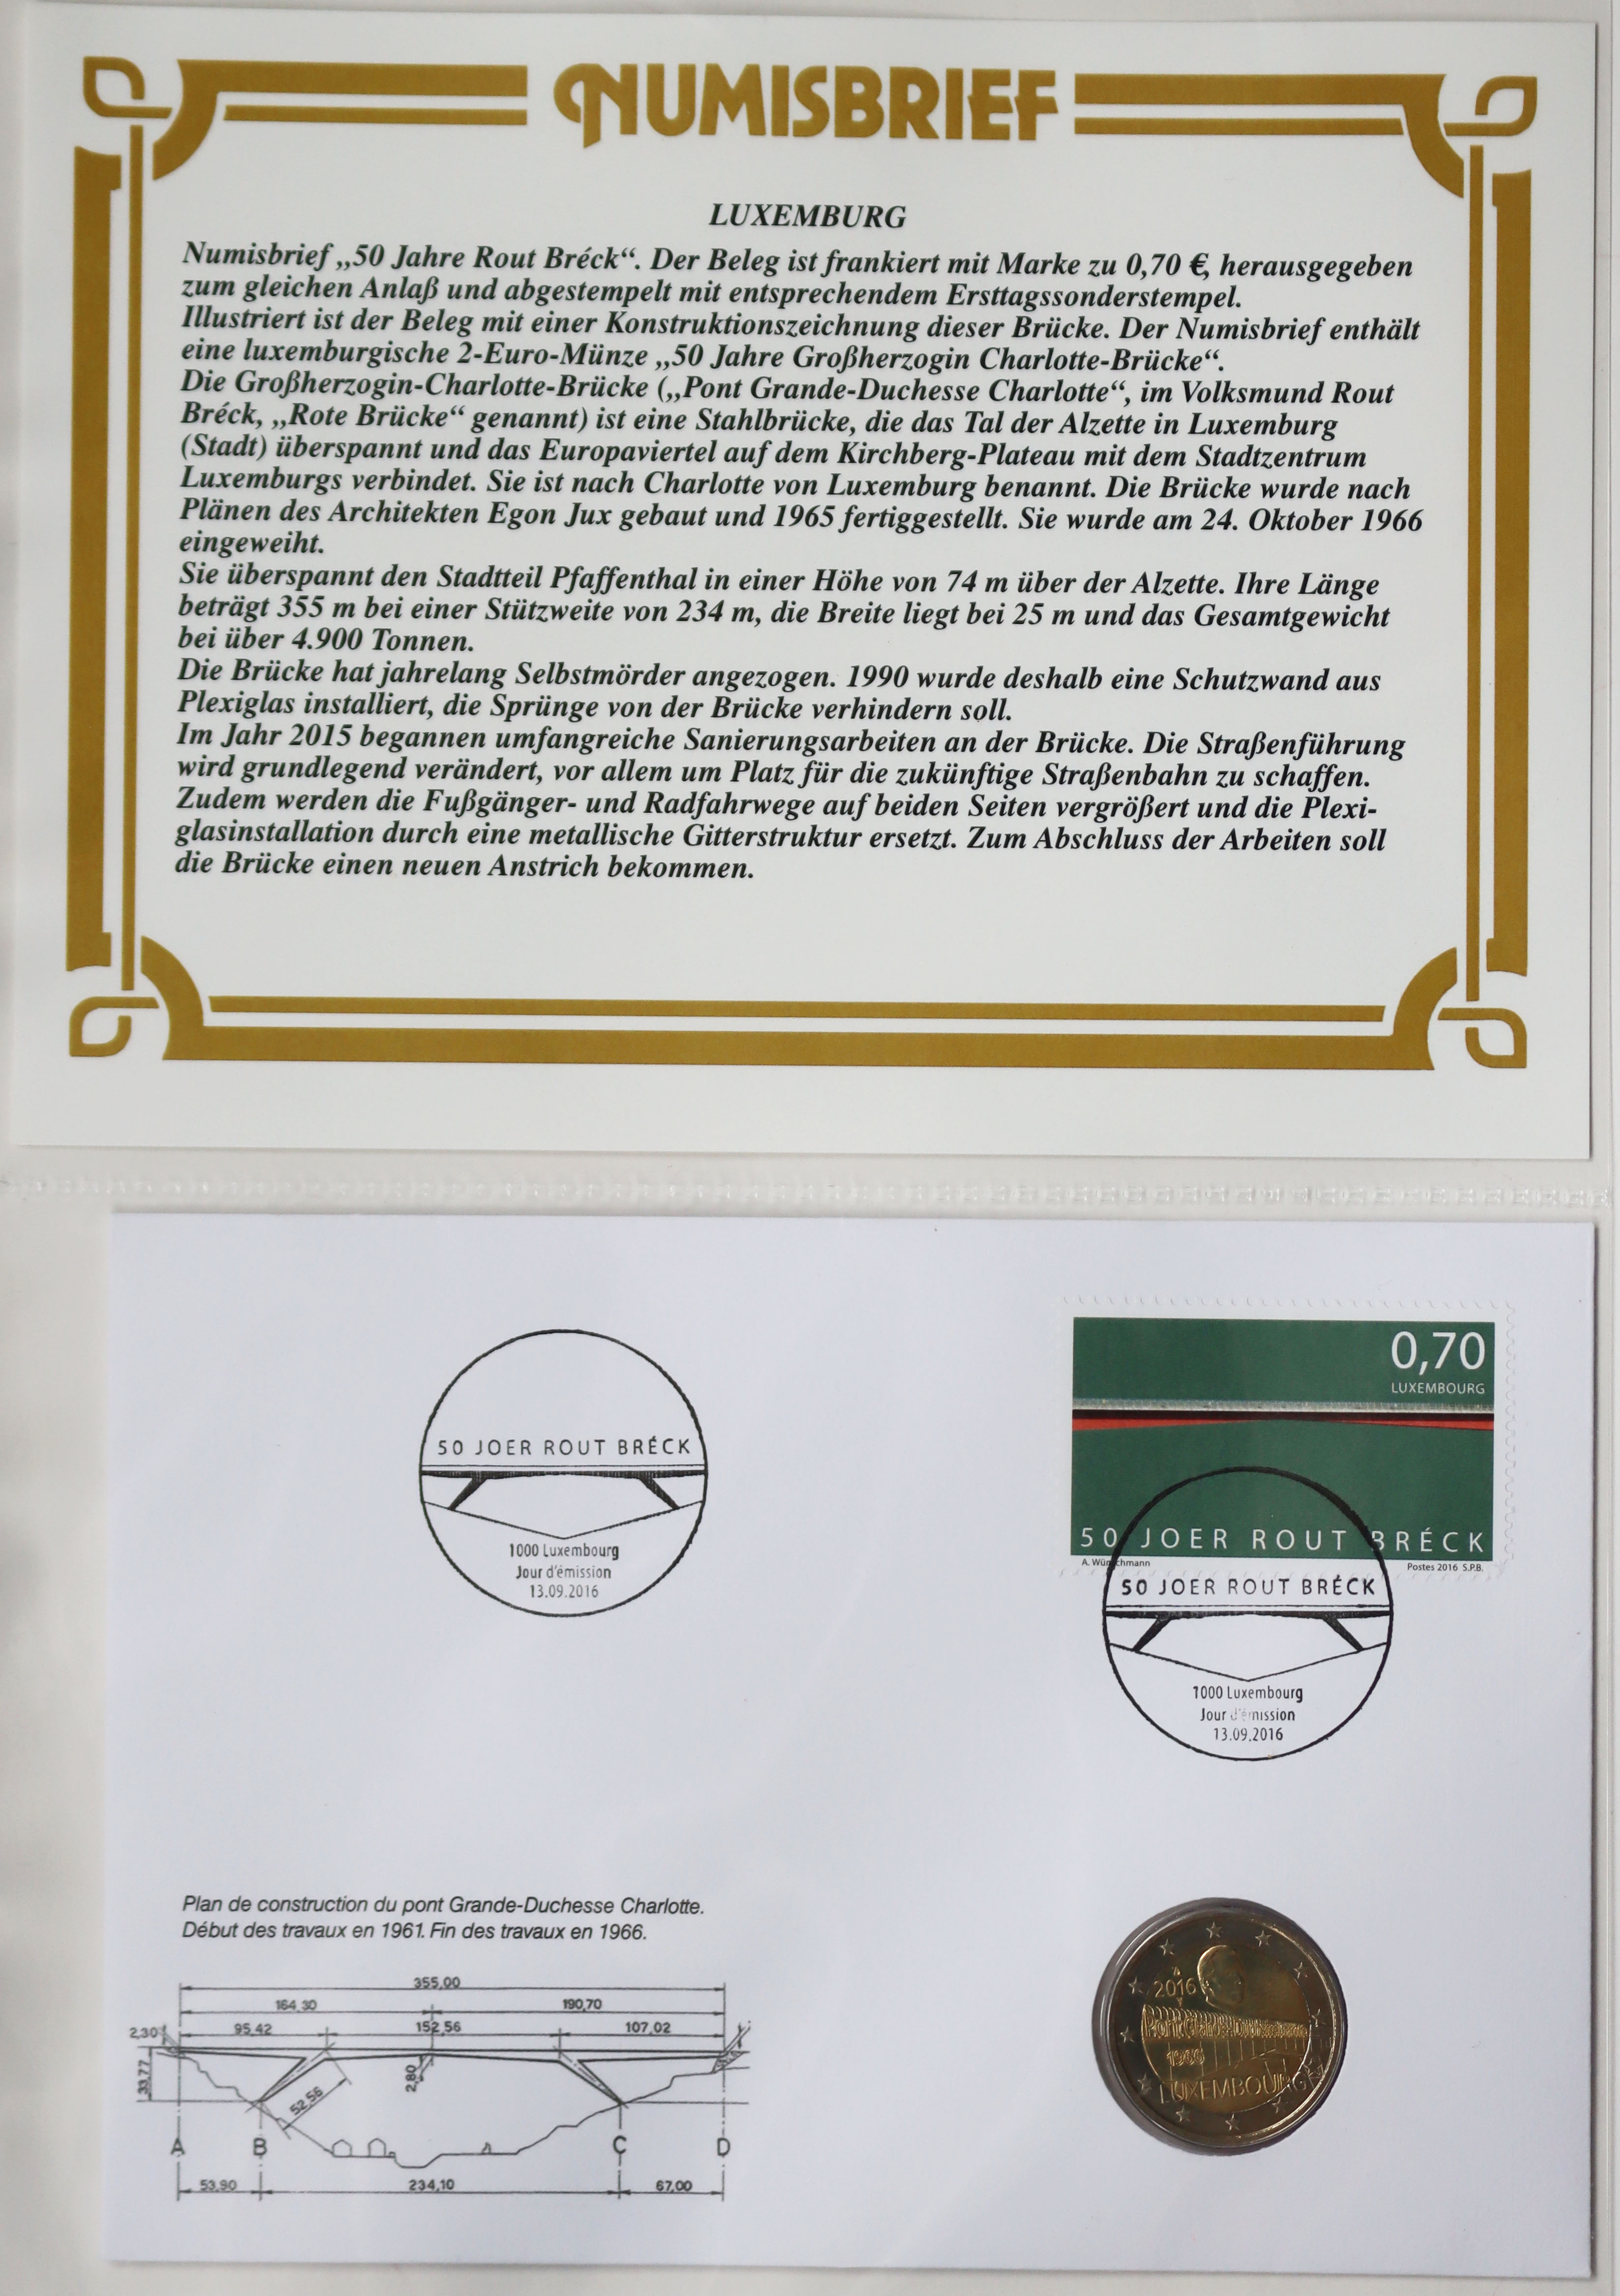 NUMISBRIEF
LUXEMBURG
Numisbrief „50 Jahre Rout Bréck“. Der Beleg ist frankiert mit Marke zu 0,70 €, herausgegeben
zum gleichen Anlaß und abgestempelt mit entsprechendem Ersttagssonderstempel.
Illustriert ist der Beleg mit einer Konstruktionszeichnung dieser Brücke. Der Numisbrief enthält
eine luxemburgische 2-Euro-Münze „50 Jahre Großherzogin Charlotte-Brücke“.
Die Großherzogin-Charlotte-Brücke („Pont Grande-Duchesse Charlotte“, im Volksmund Rout
Bréck, „Rote Brücke“ genannt) ist eine Stahlbrücke, die das Tal der Alzette in Luxemburg
(Stadt) überspannt und das Europaviertel auf dem Kirchberg-Plateau mit dem Stadtzentrum
Luxemburgs verbindet. Sie ist nach Charlotte von Luxemburg benannt. Die Brücke wurde nach
Plänen des Architekten Egon Jux gebaut und 1965 fertiggestellt. Sie wurde am 24. Oktober 1966
eingeweiht.
Sie überspannt den Stadtteil Pfaffenthal in einer Höhe von 74 m über der Alzette. Ihre Länge
beträgt 355 m bei einer Stützweite von 234 m, die Breite liegt bei 25 m und das Gesamtgewicht
bei über 4.900 Tonnen.
Die Brücke hat jahrelang Selbstmörder angezogen. 1990 wurde deshalb eine Schutzwand aus
Plexiglas installiert, die Sprünge von der Brücke verhindern soll.
Im Jahr 2015 begannen umfangreiche Sanierungsarbeiten an der Brücke. Die Straßenführung
wird grundlegend verändert, vor allem um Platz für die zukünftige Straßenbahn zu schaffen.
Zudem werden die Fußgänger- und Radfahrwege auf beiden Seiten vergrößert und die Plexi-
glasinstallation durch eine metallische Gitterstruktur ersetzt. Zum Abschluss der Arbeiten soll
die Brücke einen neuen Anstrich bekommen.
0,70
LUXEMBOURG
50 JOER ROUT BRÉCK
A. Würschmann Postes 2016 S.P.B.
50 JOER ROUT BRÉCK
1000 Luxembourg
Jour d'émission
13.09.2016
50 JOER ROUT BRÉCK
1000 Luxembourg
Jour d'émission
13.09.2016
Plan de construction du pont Grande-Duchesse Charlotte.
Début des travaux en 1961. Fin des travaux en 1966.
355,00
164,30 190,70
2,30 95,42 152,56 107,02
33,77 52,56 2,80
A B C D
53,90 234,10 67,00
2016
Pont Grande-Duchesse
1966
LUXEMBOURG